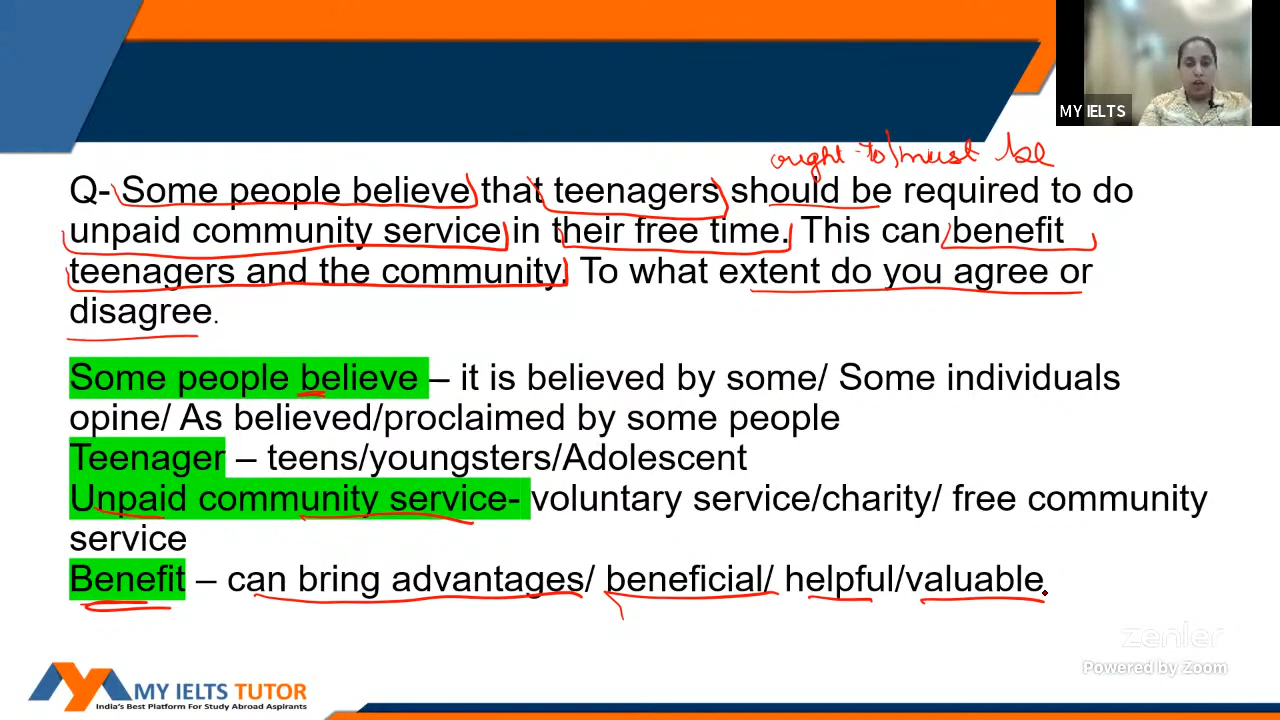 MY IELTS
ought to/must be
Q- Some people believe that teenagers should be required to do
unpaid community service in their free time. This can benefit
teenagers and the community. To what extent do you agree or
disagree.
Some people believe – it is believed by some/ Some individuals
opine/ As believed/proclaimed by some people
Teenager – teens/youngsters/Adolescent
Unpaid community service- voluntary service/charity/ free community
service
Benefit – can bring advantages/ beneficial/ helpful/valuable
zenler
Powered by Zoom
MY IELTS TUTOR
India's Best Platform For Study Abroad Aspirants